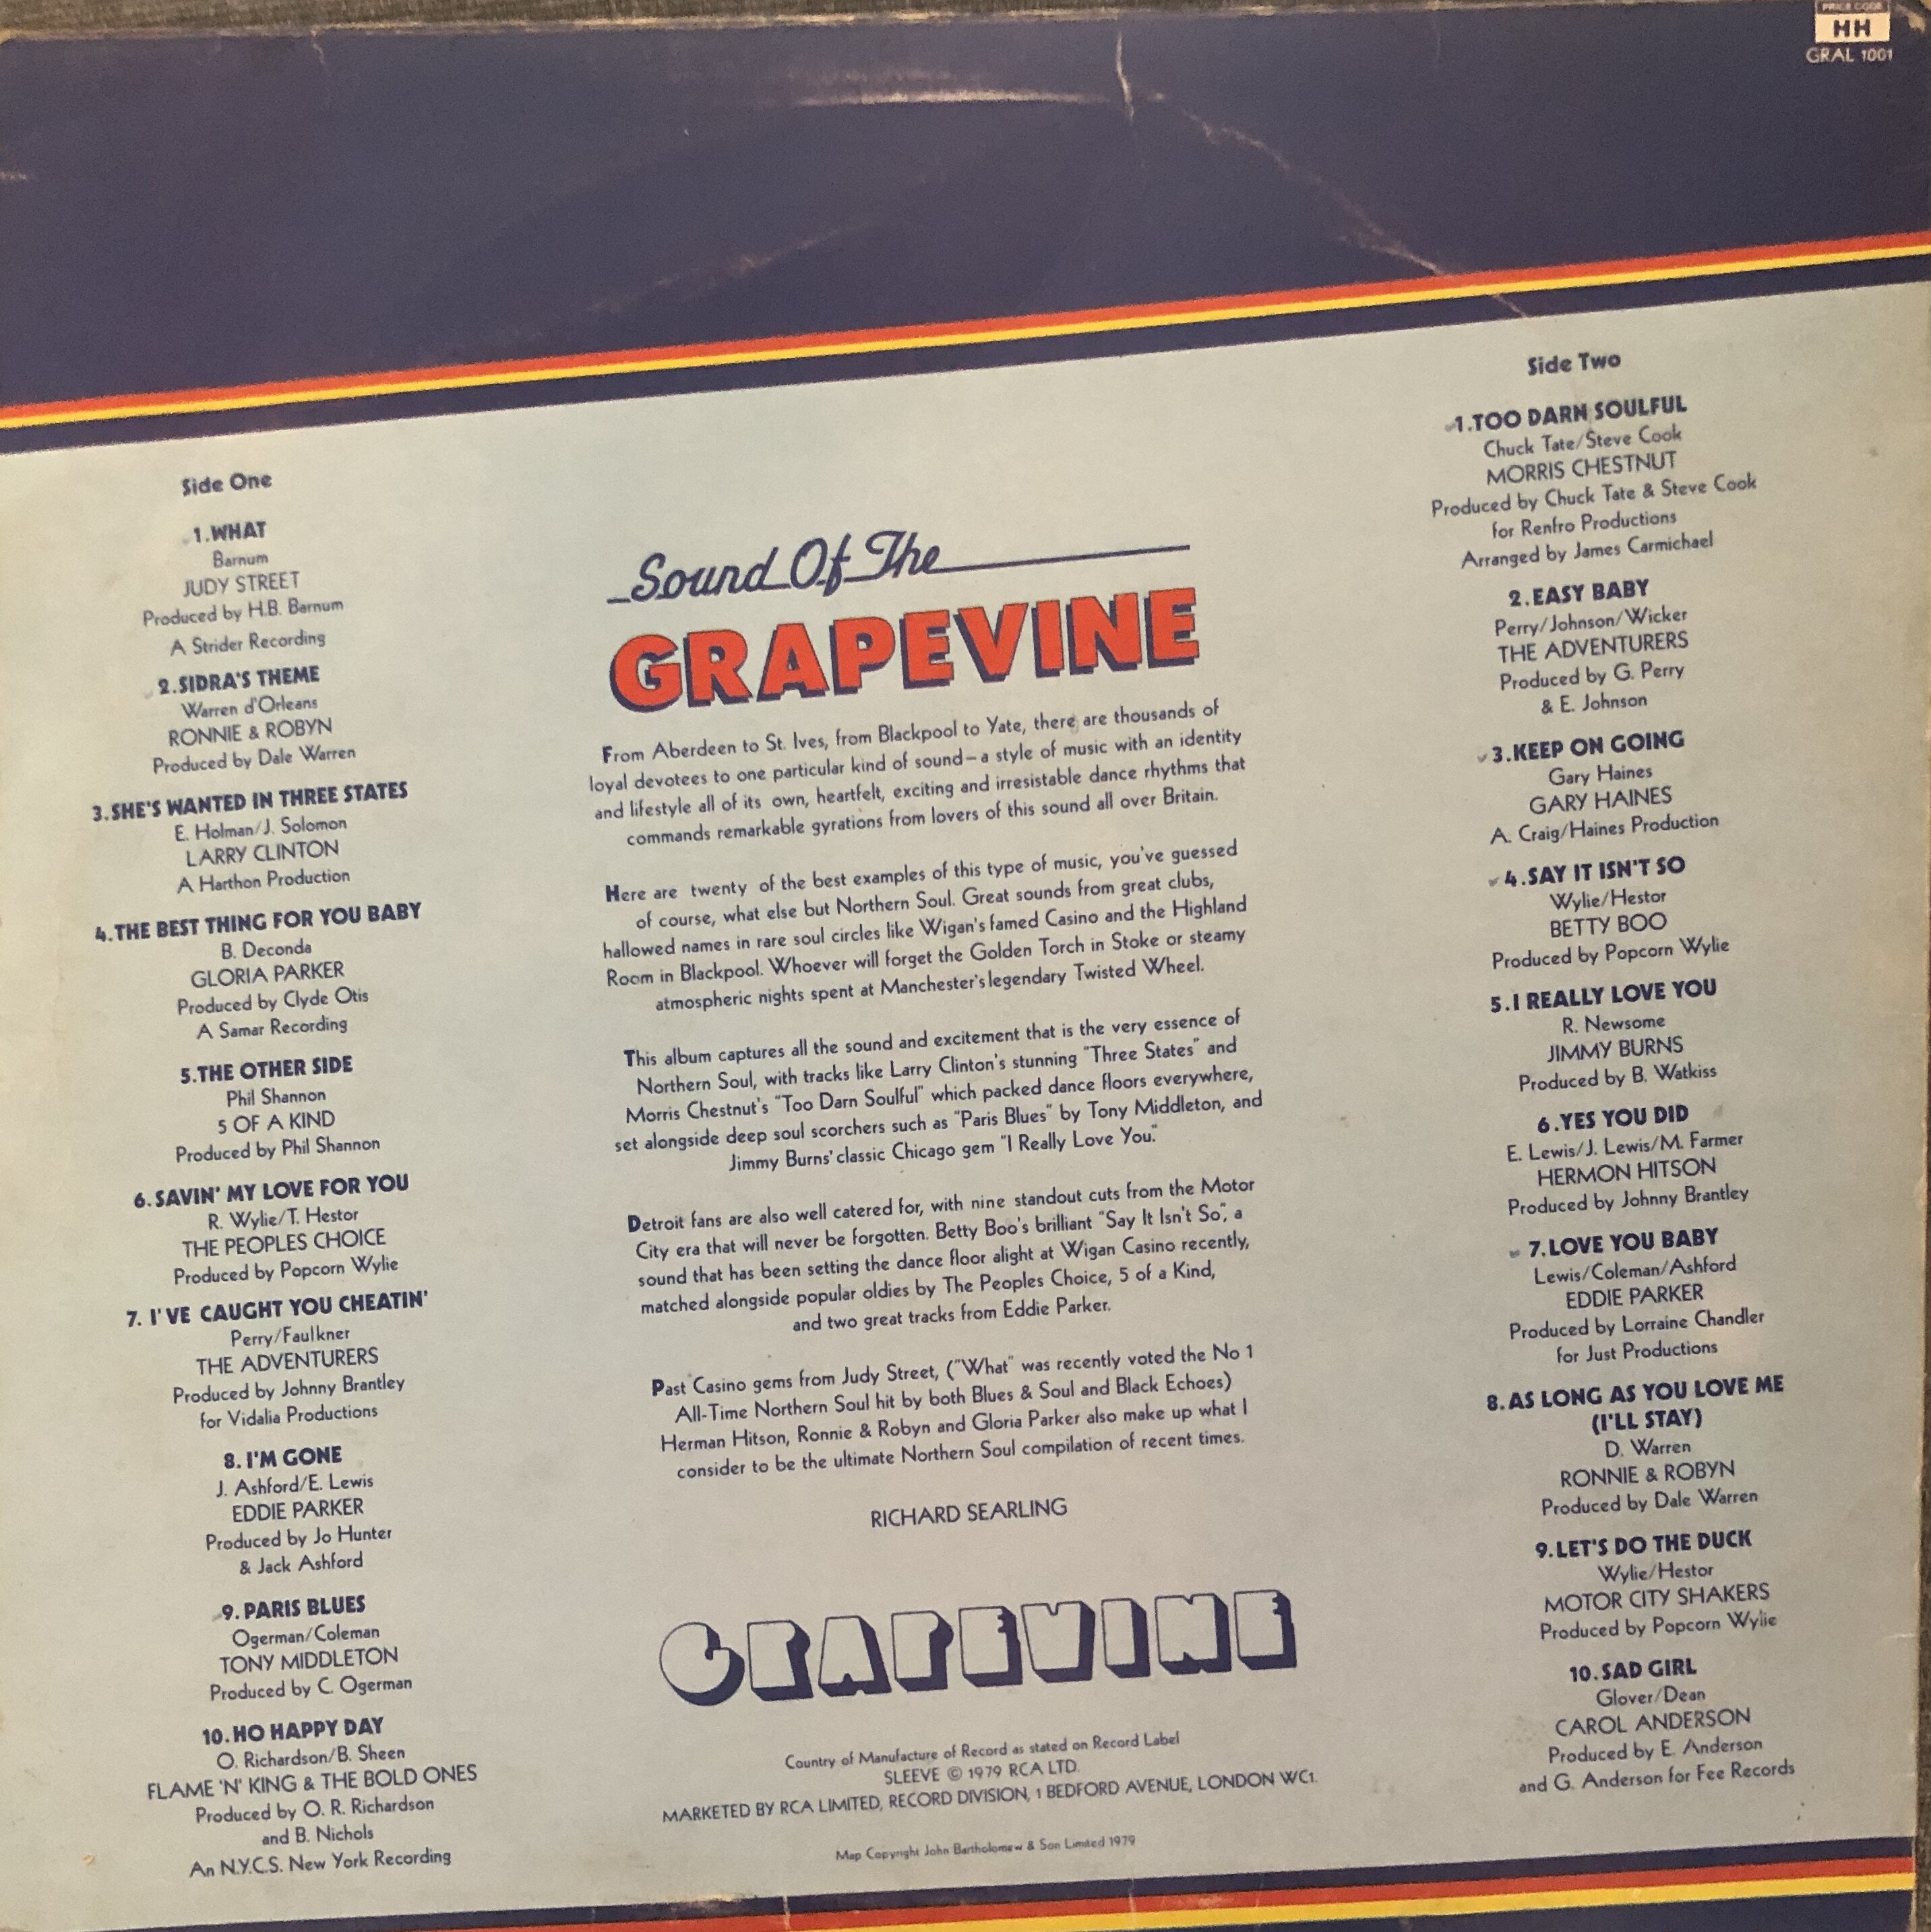 PRICE CODE
HH
GRAL 1001
Side One
1.WHAT
Barnum
JUDY STREET
Produced by H.B. Barnum
A Strider Recording
2.SIDRA'S THEME
Warren d'Orleans
RONNIE & ROBYN
Produced by Dale Warren
3.SHE'S WANTED IN THREE STATES
E. Holman/J. Solomon
LARRY CLINTON
A Harthon Production
4.THE BEST THING FOR YOU BABY
B. Deconda
GLORIA PARKER
Produced by Clyde Otis
A Samar Recording
5.THE OTHER SIDE
Phil Shannon
5 OF A KIND
Produced by Phil Shannon
6.SAVIN' MY LOVE FOR YOU
R. Wylie/T. Hestor
THE PEOPLES CHOICE
Produced by Popcorn Wylie
7. I'VE CAUGHT YOU CHEATIN'
Perry/Faulkner
THE ADVENTURERS
Produced by Johnny Brantley
for Vidalia Productions
8. I'M GONE
J. Ashford/E. Lewis
EDDIE PARKER
Produced by Jo Hunter
& Jack Ashford
9. PARIS BLUES
Ogerman/Coleman
TONY MIDDLETON
Produced by C. Ogerman
10.HO HAPPY DAY
O. Richardson/B. Sheen
FLAME 'N' KING & THE BOLD ONES
Produced by O. R. Richardson
and B. Nichols
An N.Y.C.S. New York Recording
Sound Of The
GRAPEVINE
From Aberdeen to St. Ives, from Blackpool to Yate, there are thousands of
loyal devotees to one particular kind of sound–a style of music with an identity
and lifestyle all of its own, heartfelt, exciting and irresistable dance rhythms that
commands remarkable gyrations from lovers of this sound all over Britain.
Here are twenty of the best examples of this type of music, you've guessed
of course, what else but Northern Soul. Great sounds from great clubs,
hallowed names in rare soul circles like Wigan's famed Casino and the Highland
Room in Blackpool. Whoever will forget the Golden Torch in Stoke or steamy
atmospheric nights spent at Manchester's legendary Twisted Wheel.
This album captures all the sound and excitement that is the very essence of
Northern Soul, with tracks like Larry Clinton's stunning "Three States" and
Morris Chestnut's "Too Darn Soulful" which packed dance floors everywhere,
set alongside deep soul scorchers such as "Paris Blues" by Tony Middleton, and
Jimmy Burns' classic Chicago gem "I Really Love You."
Detroit fans are also well catered for, with nine standout cuts from the Motor
City era that will never be forgotten. Betty Boo's brilliant "Say It Isn't So", a
sound that has been setting the dance floor alight at Wigan Casino recently,
matched alongside popular oldies by The Peoples Choice, 5 of a Kind,
and two great tracks from Eddie Parker.
Past Casino gems from Judy Street, ("What" was recently voted the No 1
All-Time Northern Soul hit by both Blues & Soul and Black Echoes)
Herman Hitson, Ronnie & Robyn and Gloria Parker also make up what I
consider to be the ultimate Northern Soul compilation of recent times.
RICHARD SEARLING
GRAPEVINE
Country of Manufacture of Record as stated on Record Label
SLEEVE © 1979 RCA LTD.
MARKETED BY RCA LIMITED, RECORD DIVISION, 1 BEDFORD AVENUE, LONDON WC1.
Map Copyright John Bartholomew & Son Limited 1979
Side Two
1.TOO DARN SOULFUL
Chuck Tate/Steve Cook
MORRIS CHESTNUT
Produced by Chuck Tate & Steve Cook
for Renfro Productions
Arranged by James Carmichael
2.EASY BABY
Perry/Johnson/Wicker
THE ADVENTURERS
Produced by G. Perry
& E. Johnson
3.KEEP ON GOING
Gary Haines
GARY HAINES
A. Craig/Haines Production
4.SAY IT ISN'T SO
Wylie/Hestor
BETTY BOO
Produced by Popcorn Wylie
5.I REALLY LOVE YOU
R. Newsome
JIMMY BURNS
Produced by B. Watkiss
6.YES YOU DID
E. Lewis/J. Lewis/M. Farmer
HERMON HITSON
Produced by Johnny Brantley
7.LOVE YOU BABY
Lewis/Coleman/Ashford
EDDIE PARKER
Produced by Lorraine Chandler
for Just Productions
8.AS LONG AS YOU LOVE ME
(I'LL STAY)
D. Warren
RONNIE & ROBYN
Produced by Dale Warren
9.LET'S DO THE DUCK
Wylie/Hestor
MOTOR CITY SHAKERS
Produced by Popcorn Wylie
10.SAD GIRL
Glover/Dean
CAROL ANDERSON
Produced by E. Anderson
and G. Anderson for Fee Records